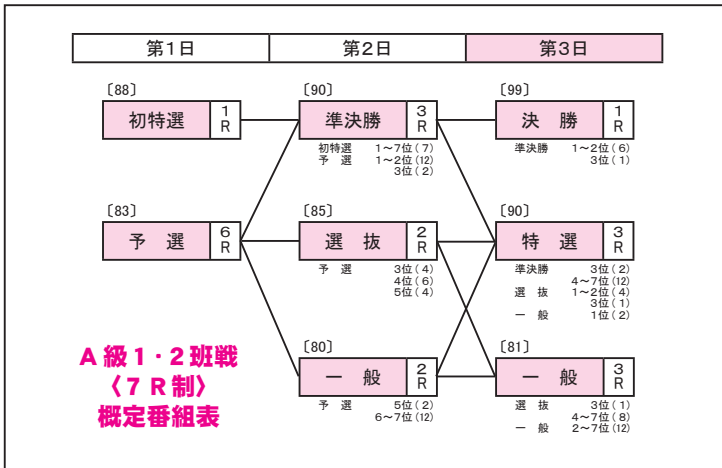 第1日 第2日 第3日
〔88〕 〔90〕 〔99〕
初特選 1R 準決勝 3R 決勝 1R
初特選 1～7位(7) 準決勝 1～2位(6)
予選 1～2位(12) 3位(1)
3位(2)
〔83〕 〔85〕 〔90〕
予選 6R 選抜 2R 特選 3R
予選 3位(4) 準決勝 3位(2)
4位(6) 4～7位(12)
5位(4) 選抜 1～2位(4)
3位(1)
一般 1位(2)
〔80〕 〔81〕
一般 2R 一般 3R
予選 5位(2) 選抜 3位(1)
6～7位(12) 4～7位(8)
一般 2～7位(12)
A級1・2班戦
〈7R制〉
概定番組表